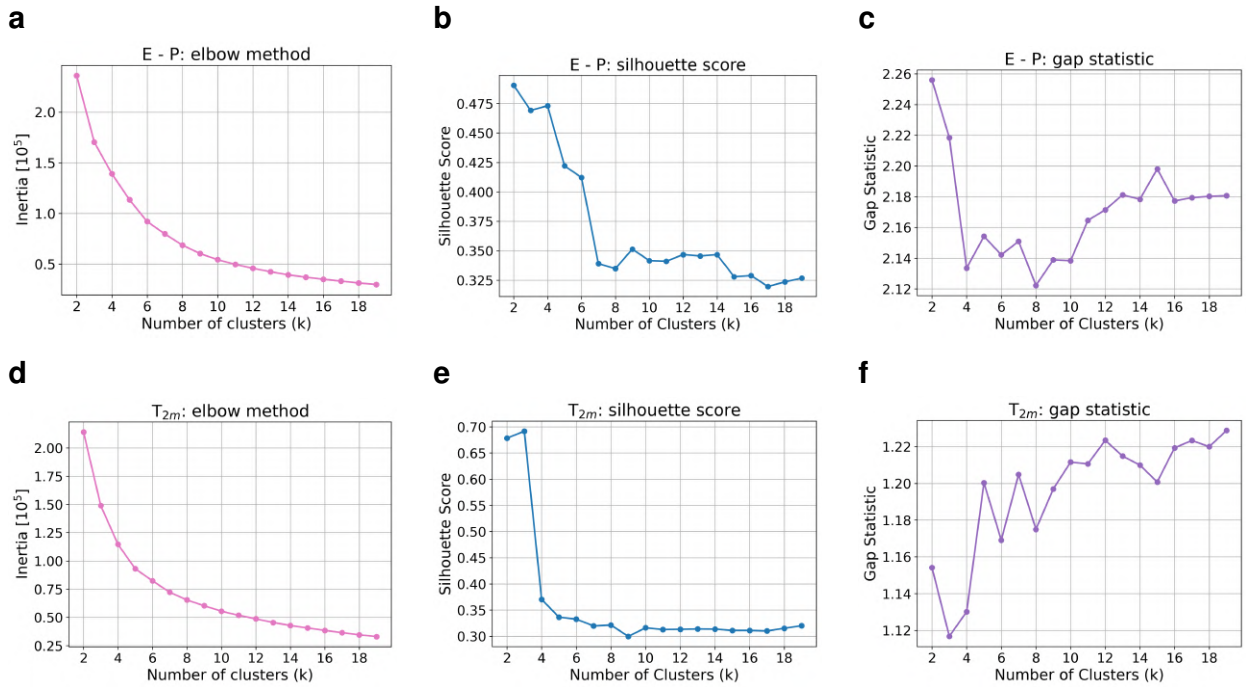 a
E - P: elbow method
Inertia [10⁵]
2.0
1.5
1.0
0.5
2 4 6 8 10 12 14 16 18
Number of clusters (k)
b
E - P: silhouette score
Silhouette Score
0.475
0.450
0.425
0.400
0.375
0.350
0.325
2 4 6 8 10 12 14 16 18
Number of Clusters (k)
c
E - P: gap statistic
Gap Statistic
2.26
2.24
2.22
2.20
2.18
2.16
2.14
2.12
2 4 6 8 10 12 14 16 18
Number of Clusters (k)
d
T₂ₘ: elbow method
Inertia [10⁵]
2.00
1.75
1.50
1.25
1.00
0.75
0.50
0.25
2 4 6 8 10 12 14 16 18
Number of clusters (k)
e
T₂ₘ: silhouette score
Silhouette Score
0.70
0.65
0.60
0.55
0.50
0.45
0.40
0.35
0.30
2 4 6 8 10 12 14 16 18
Number of Clusters (k)
f
T₂ₘ: gap statistic
Gap Statistic
1.22
1.20
1.18
1.16
1.14
1.12
2 4 6 8 10 12 14 16 18
Number of Clusters (k)